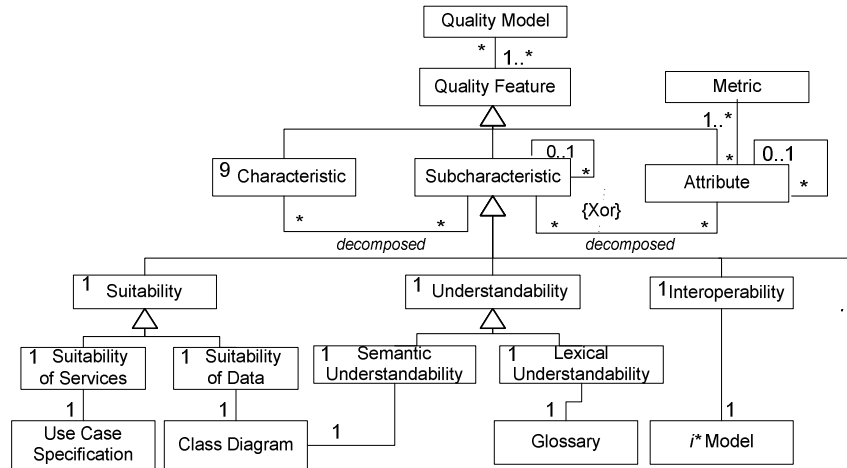 Quality Model
*
1..*
Quality Feature
Metric
1..*
*
9 Characteristic
Subcharacteristic
0..1
*
Attribute
0..1
*
*
*
decomposed
{Xor}
*
*
decomposed
1 Suitability
1 Understandability
1 Interoperability
1 Suitability
of Services
1 Suitability
of Data
1 Semantic
Understandability
1 Lexical
Understandability
1
1
1
1
1
Use Case
Specification
Class Diagram
Glossary
i* Model